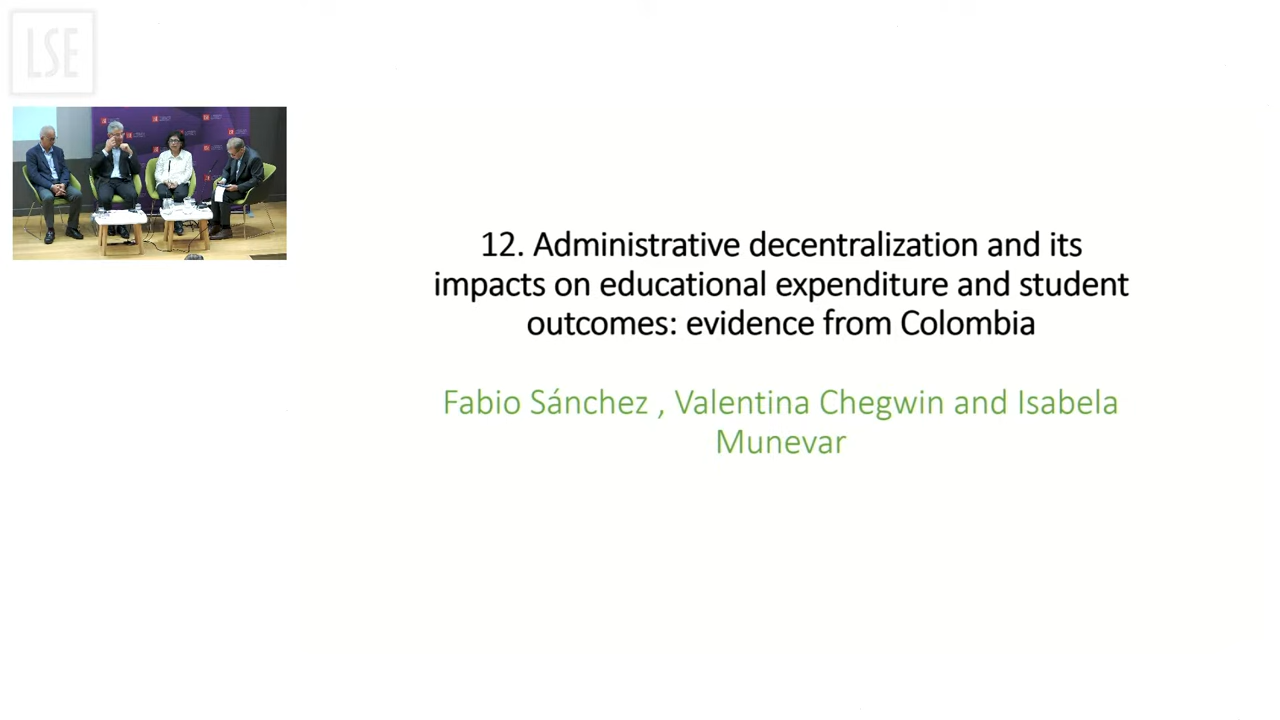 LSE
12. Administrative decentralization and its
impacts on educational expenditure and student
outcomes: evidence from Colombia
Fabio Sánchez , Valentina Chegwin and Isabela
Munevar